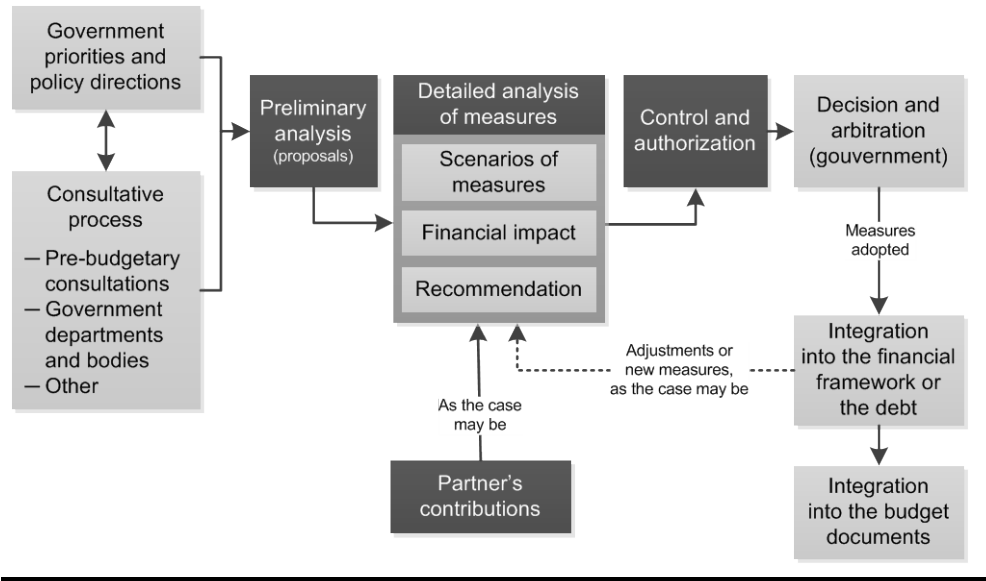 Government
priorities and
policy directions
Consultative
process
— Pre-budgetary
consultations
— Government
departments
and bodies
— Other
Preliminary
analysis
(proposals)
Detailed analysis
of measures
Scenarios of
measures
Financial impact
Recommendation
Control and
authorization
Decision and
arbitration
(gouvernment)
Measures
adopted
Integration
into the financial
framework or
the debt
Adjustments or
new measures,
as the case may be
As the case
may be
Partner's
contributions
Integration
into the budget
documents